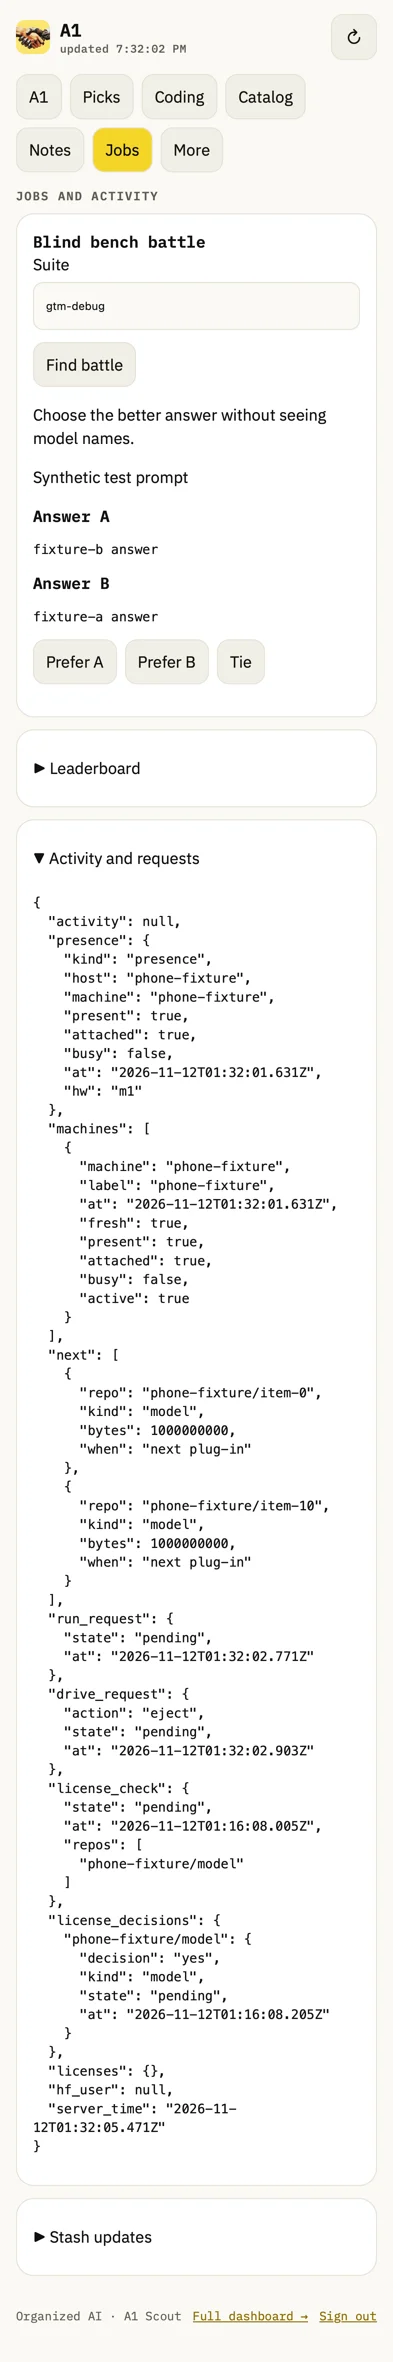 A1
updated 7:32:02 PM
↻
A1
Picks
Coding
Catalog
Notes
Jobs
More
JOBS AND ACTIVITY
Blind bench battle
Suite
gtm-debug
Find battle
Choose the better answer without seeing
model names.
Synthetic test prompt
Answer A
fixture-b answer
Answer B
fixture-a answer
Prefer A
Prefer B
Tie
▶ Leaderboard
▼ Activity and requests
{
  "activity": null,
  "presence": {
    "kind": "presence",
    "host": "phone-fixture",
    "machine": "phone-fixture",
    "present": true,
    "attached": true,
    "busy": false,
    "at": "2026-11-12T01:32:01.631Z",
    "hw": "m1"
  },
  "machines": [
    {
      "machine": "phone-fixture",
      "label": "phone-fixture",
      "at": "2026-11-12T01:32:01.631Z",
      "fresh": true,
      "present": true,
      "attached": true,
      "busy": false,
      "active": true
    }
  ],
  "next": [
    {
      "repo": "phone-fixture/item-0",
      "kind": "model",
      "bytes": 1000000000,
      "when": "next plug-in"
    },
    {
      "repo": "phone-fixture/item-10",
      "kind": "model",
      "bytes": 1000000000,
      "when": "next plug-in"
    }
  ],
  "run_request": {
    "state": "pending",
    "at": "2026-11-12T01:32:02.771Z"
  },
  "drive_request": {
    "action": "eject",
    "state": "pending",
    "at": "2026-11-12T01:32:02.903Z"
  },
  "license_check": {
    "state": "pending",
    "at": "2026-11-12T01:16:08.005Z",
    "repos": [
      "phone-fixture/model"
    ]
  },
  "license_decisions": {
    "phone-fixture/model": {
      "decision": "yes",
      "kind": "model",
      "state": "pending",
      "at": "2026-11-12T01:16:08.205Z"
    }
  },
  "licenses": {},
  "hf_user": null,
  "server_time": "2026-11-
12T01:32:05.471Z"
}
▶ Stash updates
Organized AI · A1 Scout Full dashboard → Sign out